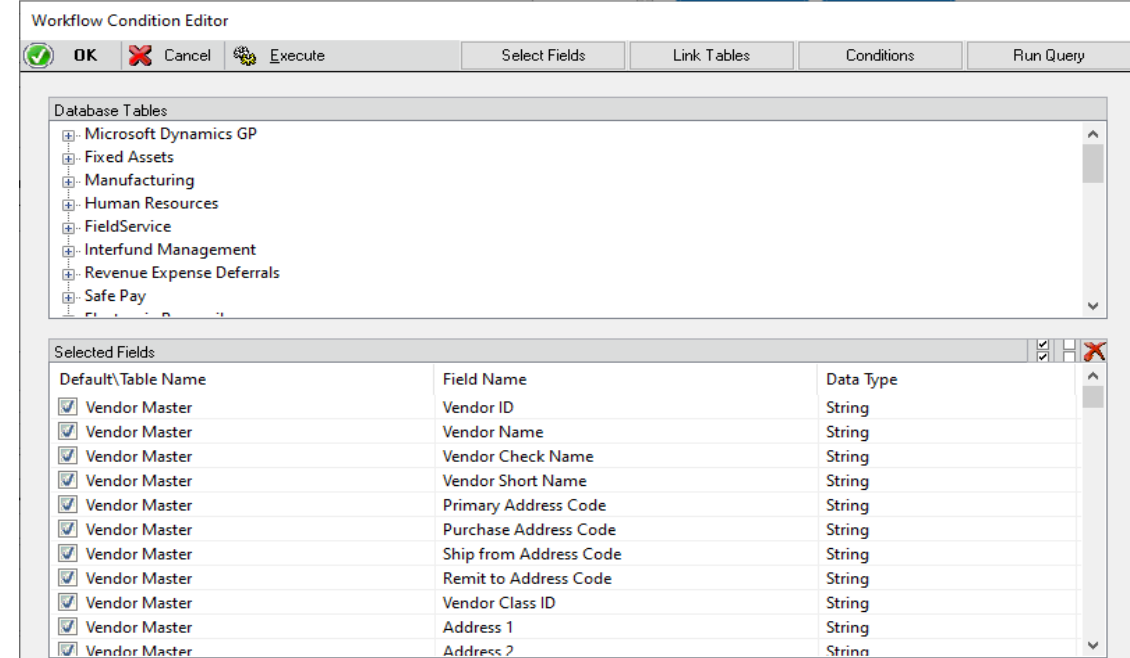 Workflow Condition Editor
OK Cancel Execute Select Fields Link Tables Conditions Run Query
Database Tables
Microsoft Dynamics GP
Fixed Assets
Manufacturing
Human Resources
FieldService
Interfund Management
Revenue Expense Deferrals
Safe Pay
Selected Fields
Default\Table Name Field Name Data Type
Vendor Master Vendor ID String
Vendor Master Vendor Name String
Vendor Master Vendor Check Name String
Vendor Master Vendor Short Name String
Vendor Master Primary Address Code String
Vendor Master Purchase Address Code String
Vendor Master Ship from Address Code String
Vendor Master Remit to Address Code String
Vendor Master Vendor Class ID String
Vendor Master Address 1 String
Vendor Master Address 2 String